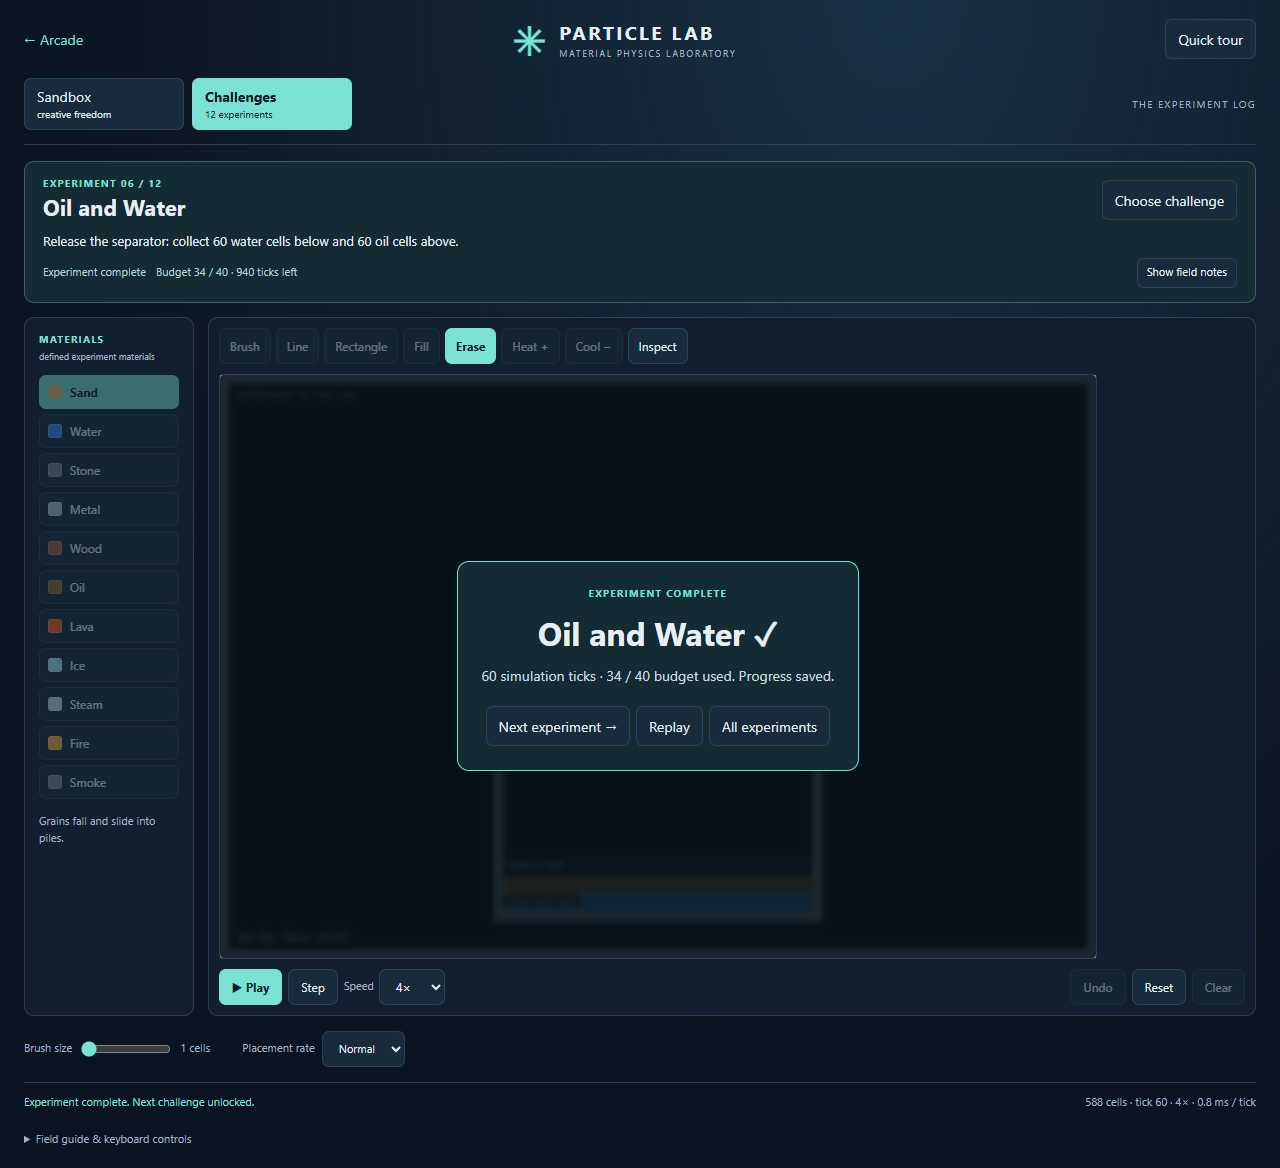 ← Arcade
PARTICLE LAB
MATERIAL PHYSICS LABORATORY
Quick tour
Sandbox
creative freedom
Challenges
12 experiments
THE EXPERIMENT LOG
EXPERIMENT 06 / 12
Oil and Water
Choose challenge
Release the separator: collect 60 water cells below and 60 oil cells above.
Experiment complete Budget 34 / 40 · 940 ticks left
Show field notes
MATERIALS
defined experiment materials
Sand
Water
Stone
Metal
Wood
Oil
Lava
Ice
Steam
Fire
Smoke
Grains fall and slide into
piles.
Brush Line Rectangle Fill Erase Heat + Cool − Inspect
EXPERIMENT COMPLETE
Oil and Water ✓
60 simulation ticks · 34 / 40 budget used. Progress saved.
Next experiment → Replay All experiments
▶ Play Step Speed 4× Undo Reset Clear
Brush size 1 cells Placement rate Normal
Experiment complete. Next challenge unlocked.
588 cells · tick 60 · 4× · 0.8 ms / tick
▶ Field guide & keyboard controls